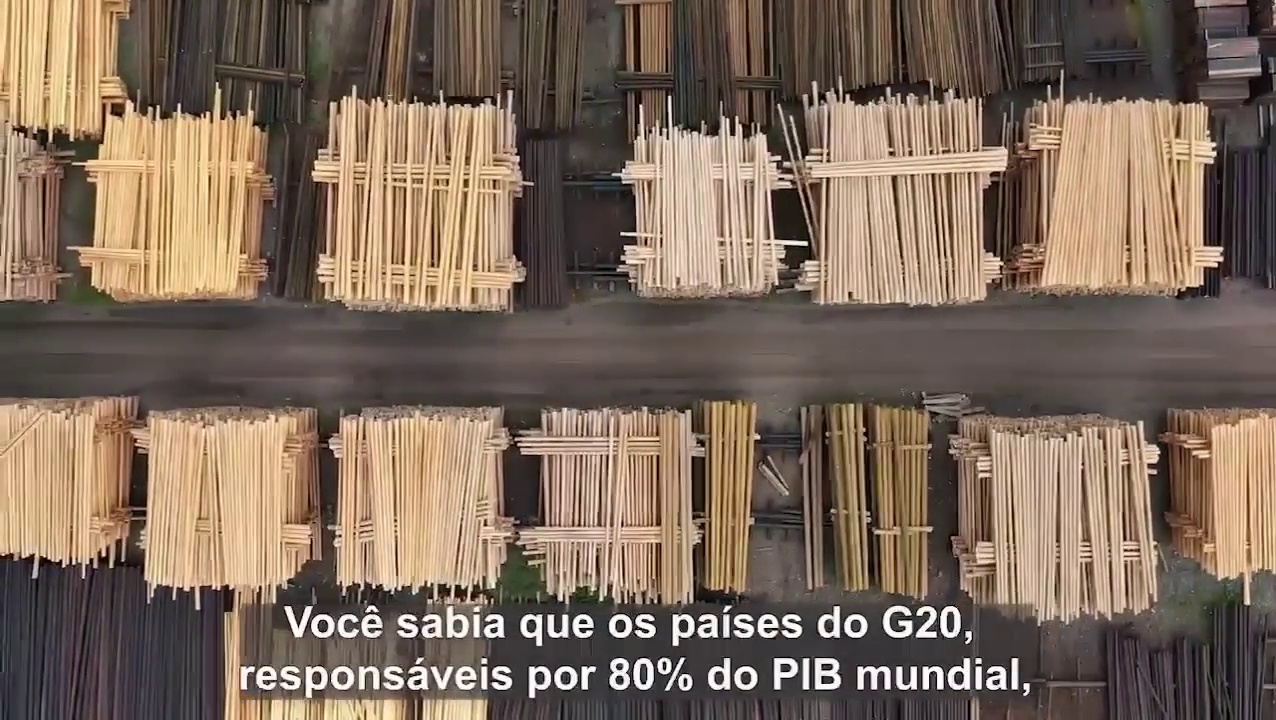 Você sabia que os países do G20,
responsáveis por 80% do PIB mundial,